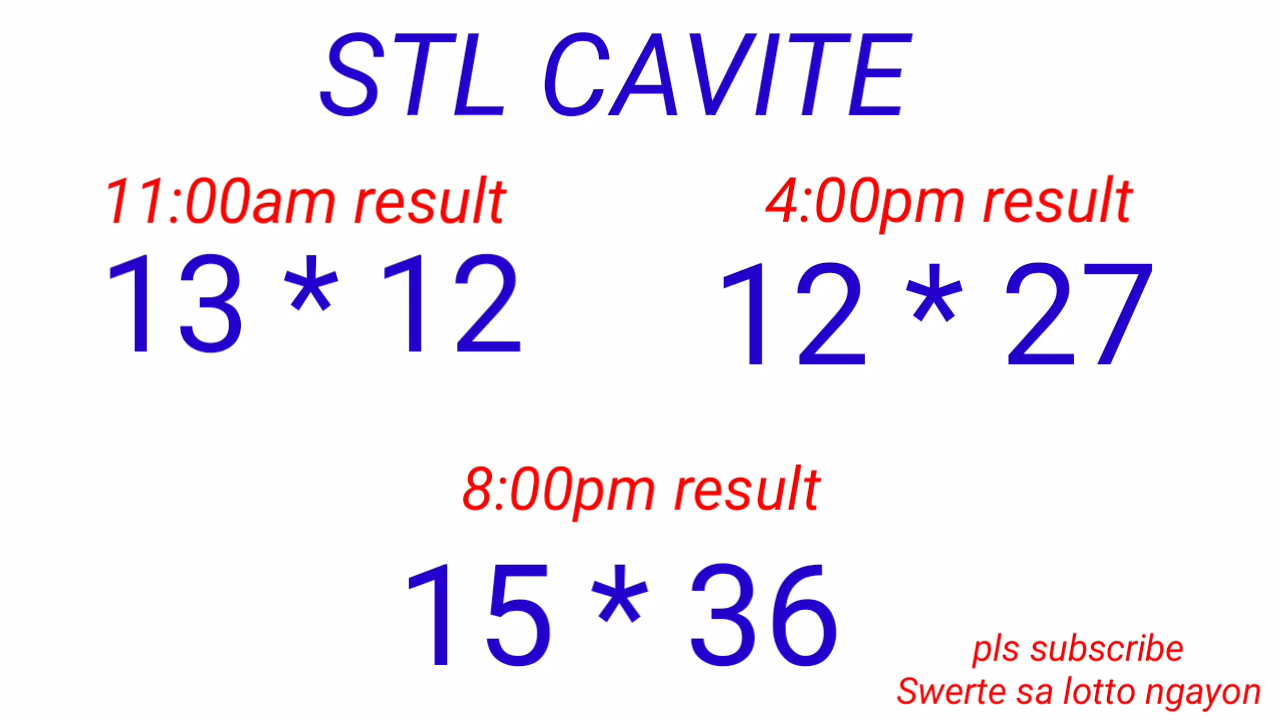 STL CAVITE
11:00am result
13 * 12
4:00pm result
12 * 27
8:00pm result
15 * 36
pls subscribe
Swerte sa lotto ngayon